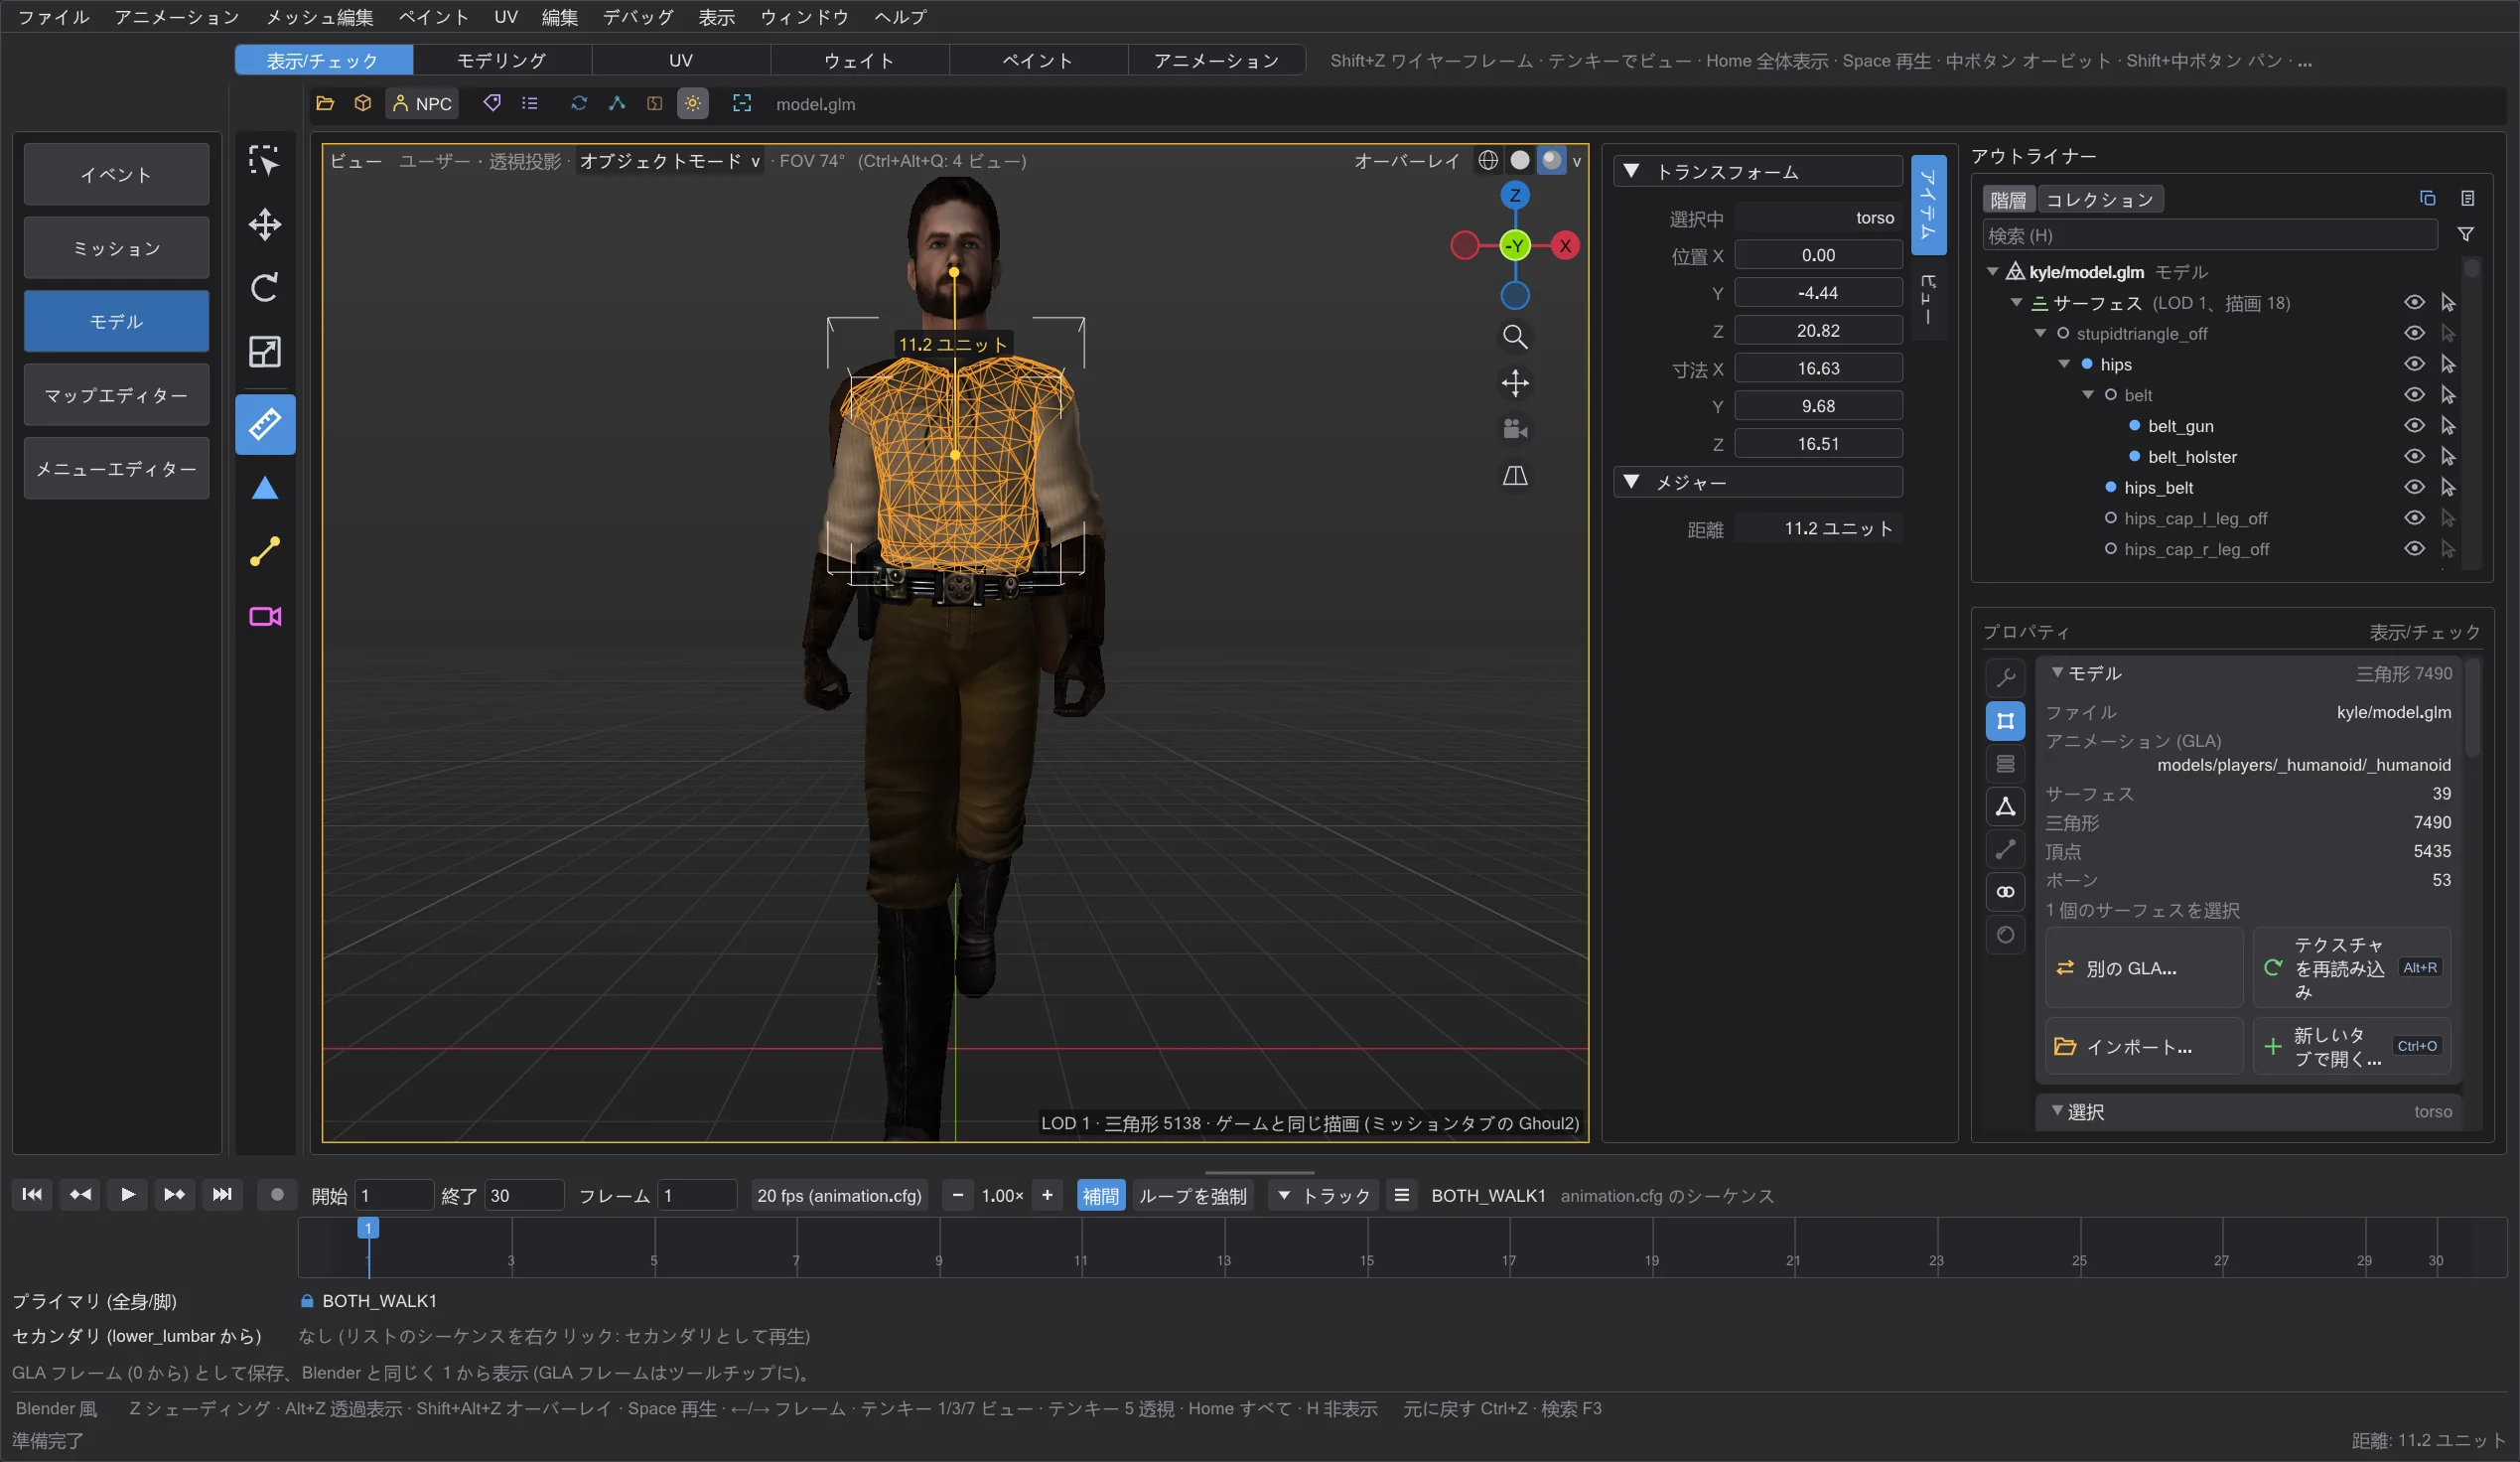 ファイル アニメーション メッシュ編集 ペイント UV 編集 デバッグ 表示 ウィンドウ ヘルプ
表示/チェック モデリング UV ウェイト ペイント アニメーション Shift+Z ワイヤーフレーム · テンキーでビュー · Home 全体表示 · Space 再生 · 中ボタン オービット · Shift+中ボタン パン · ...
NPC model.glm
イベント
ミッション
モデル
マップエディター
メニューエディター
ビュー ユーザー · 透視投影 · オブジェクトモード v · FOV 74° (Ctrl+Alt+Q: 4 ビュー) オーバーレイ v
Z
-Y X
11.2 ユニット
LOD 1 · 三角形 5138 · ゲームと同じ描画 (ミッションタブの Ghoul2)
トランスフォーム
選択中 torso
位置 X 0.00
Y -4.44
Z 20.82
寸法 X 16.63
Y 9.68
Z 16.51
メジャー
距離 11.2 ユニット
アイテム
ビュー
アウトライナー
階層 コレクション
検索 (H)
kyle/model.glm モデル
サーフェス (LOD 1、描画 18)
stupidtriangle_off
hips
belt
belt_gun
belt_holster
hips_belt
hips_cap_l_leg_off
hips_cap_r_leg_off
プロパティ 表示/チェック
モデル 三角形 7490
ファイル kyle/model.glm
アニメーション (GLA)
models/players/_humanoid/_humanoid
サーフェス 39
三角形 7490
頂点 5435
ボーン 53
1 個のサーフェスを選択
別の GLA...
テクスチャを再読み込み Alt+R
インポート...
新しいタブで開く... Ctrl+O
選択 torso
開始 1 終了 30 フレーム 1 20 fps (animation.cfg) − 1.00× + 補間 ループを強制 トラック BOTH_WALK1 animation.cfg のシーケンス
1
1 3 5 7 9 11 13 15 17 19 21 23 25 27 29 30
プライマリ (全身/脚) BOTH_WALK1
セカンダリ (lower_lumbar から) なし (リストのシーケンスを右クリック: セカンダリとして再生)
GLA フレーム (0 から) として保存、Blender と同じく 1 から表示 (GLA フレームはツールチップに)。
Blender 風 Z シェーディング · Alt+Z 透過表示 · Shift+Alt+Z オーバーレイ · Space 再生 · ←/→ フレーム · テンキー 1/3/7 ビュー · テンキー 5 透視 · Home すべて · H 非表示 元に戻す Ctrl+Z · 検索 F3
準備完了 距離: 11.2 ユニット